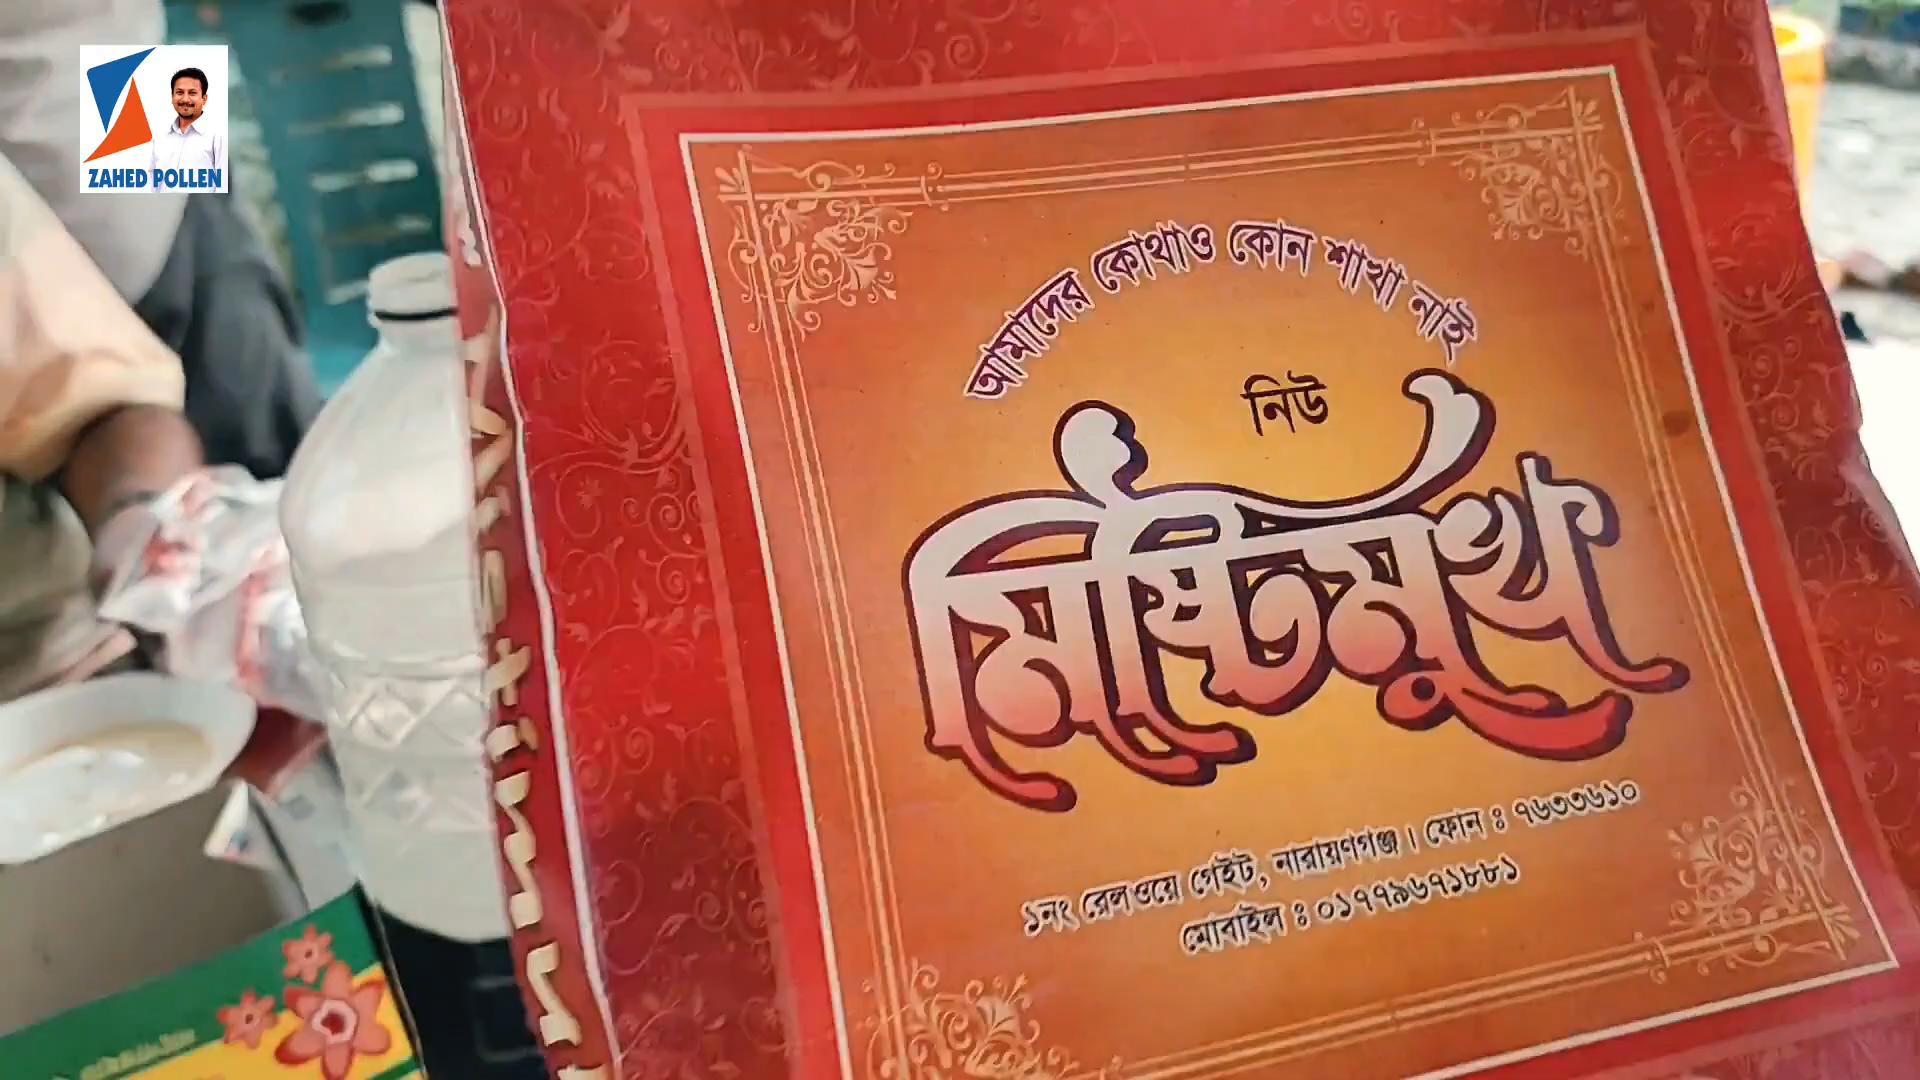 ZAHED POLLEN
আমাদের কোথাও কোন শাখা নাই
নিউ
মিষ্টিমুখ
১নং রেলওয়ে গেইট, নারায়ণগঞ্জ। ফোন : ৭৬৩৩৬১০
মোবাইল : ০১৭৭৯৬৭১৮৮১